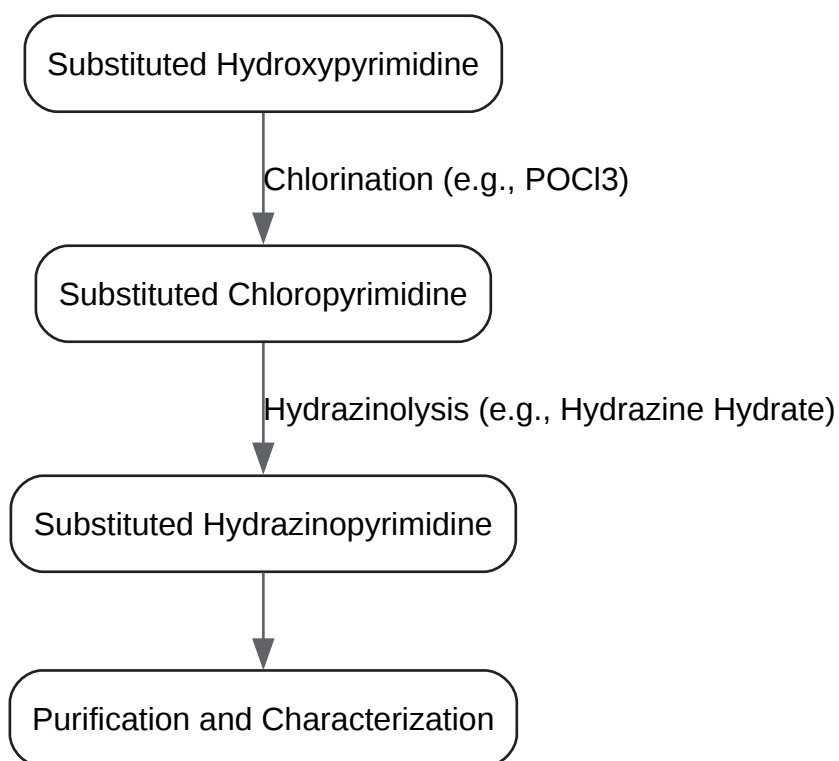 Substituted Hydroxypyrimidine
Chlorination (e.g., POCl3)
Substituted Chloropyrimidine
Hydrazinolysis (e.g., Hydrazine Hydrate)
Substituted Hydrazinopyrimidine
Purification and Characterization